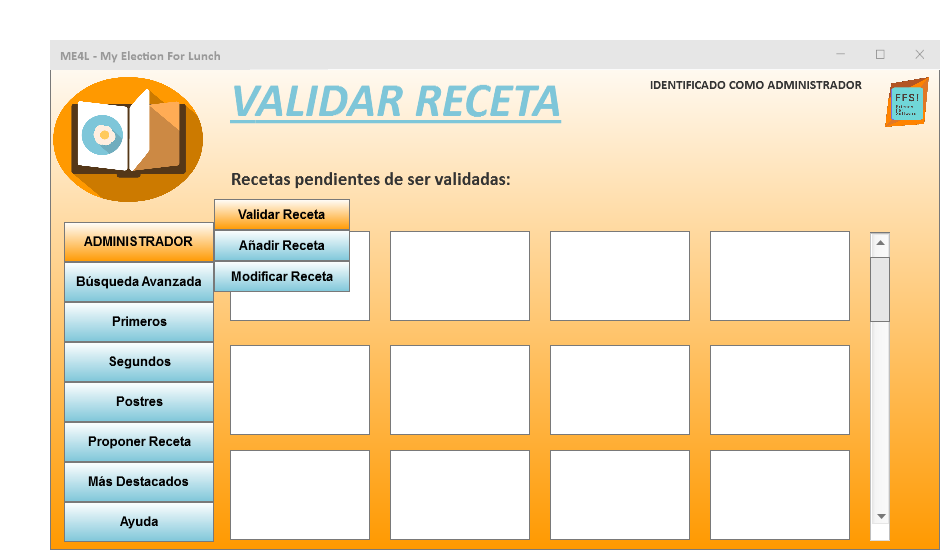 ME4L - My Election For Lunch
VALIDAR RECETA
IDENTIFICADO COMO ADMINISTRADOR
FFSI
Recetas pendientes de ser validadas:
Validar Receta
Añadir Receta
Modificar Receta
ADMINISTRADOR
Búsqueda Avanzada
Primeros
Segundos
Postres
Proponer Receta
Más Destacados
Ayuda